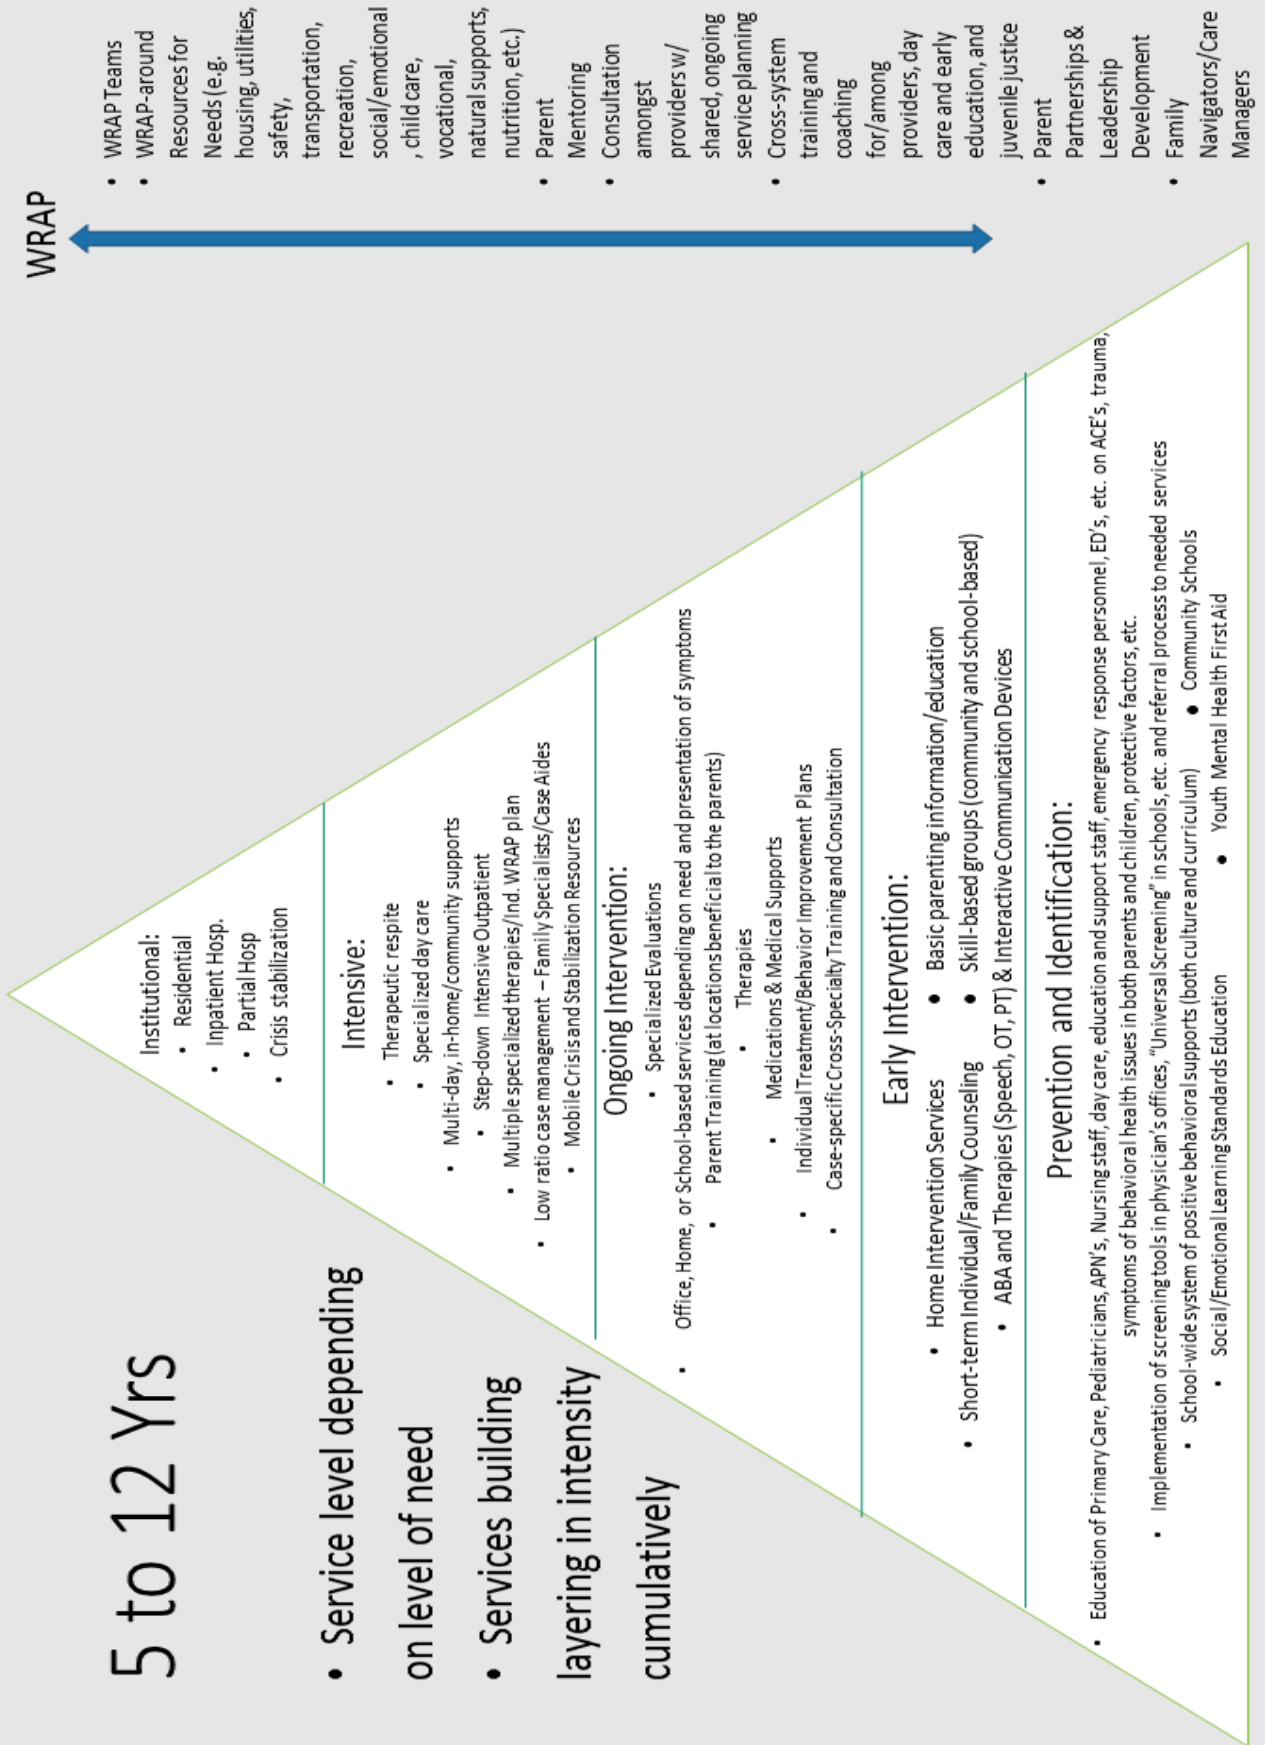 5 to 12 Yrs
• Service level depending
on level of need
• Services building
layering in intensity
cumulatively
Institutional:
• Residential
• Inpatient Hosp.
• Partial Hosp
• Crisis stabilization
Intensive:
• Therapeutic respite
• Specialized day care
• Multi-day, in-home/community supports
• Step-down Intensive Outpatient
• Multiple specialized therapies/Ind. WRAP plan
• Low ratio case management – Family Specialists/Case Aides
• Mobile Crisis and Stabilization Resources
Ongoing Intervention:
• Specialized Evaluations
• Office, Home, or School-based services depending on need and presentation of symptoms
• Parent Training (at locations beneficial to the parents)
• Therapies
• Medications & Medical Supports
• Individual Treatment/Behavior Improvement Plans
• Case-specific Cross-Specialty Training and Consultation
Early Intervention:
• Home Intervention Services ● Basic parenting information/education
• Short-term Individual/Family Counseling ● Skill-based groups (community and school-based)
• ABA and Therapies (Speech, OT, PT) & Interactive Communication Devices
Prevention and Identification:
• Education of Primary Care, Pediatricians, APN's, Nursing staff, day care, education and support staff, emergency response personnel, ED's, etc. on ACE's, trauma,
symptoms of behavioral health issues in both parents and children, protective factors, etc.
• Implementation of screening tools in physician's offices, "Universal Screening" in schools, etc. and referral process to needed services
• School-wide system of positive behavioral supports (both culture and curriculum) ● Community Schools
• Social/Emotional Learning Standards Education ● Youth Mental Health First Aid
WRAP
• WRAP Teams
• WRAP-around
Resources for
Needs (e.g.
housing, utilities,
safety,
transportation,
recreation,
social/emotional
, child care,
vocational,
natural supports,
nutrition, etc.)
• Parent
Mentoring
• Consultation
amongst
providers w/
shared, ongoing
service planning
• Cross-system
training and
coaching
for/among
providers, day
care and early
education, and
juvenile justice
• Parent
Partnerships &
Leadership
Development
• Family
Navigators/Care
Managers